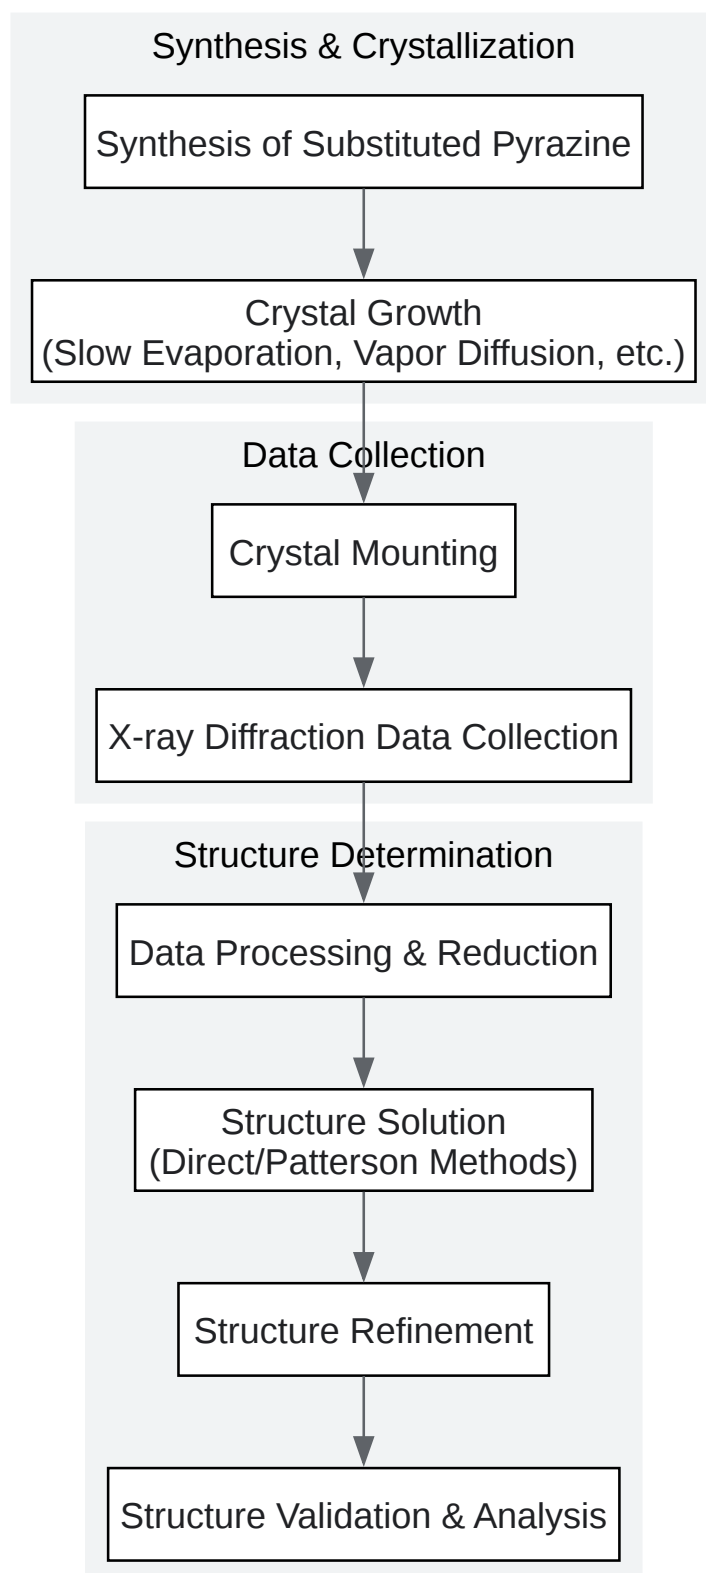 Synthesis & Crystallization
Synthesis of Substituted Pyrazine
Crystal Growth
(Slow Evaporation, Vapor Diffusion, etc.)
Data Collection
Crystal Mounting
X-ray Diffraction Data Collection
Structure Determination
Data Processing & Reduction
Structure Solution
(Direct/Patterson Methods)
Structure Refinement
Structure Validation & Analysis